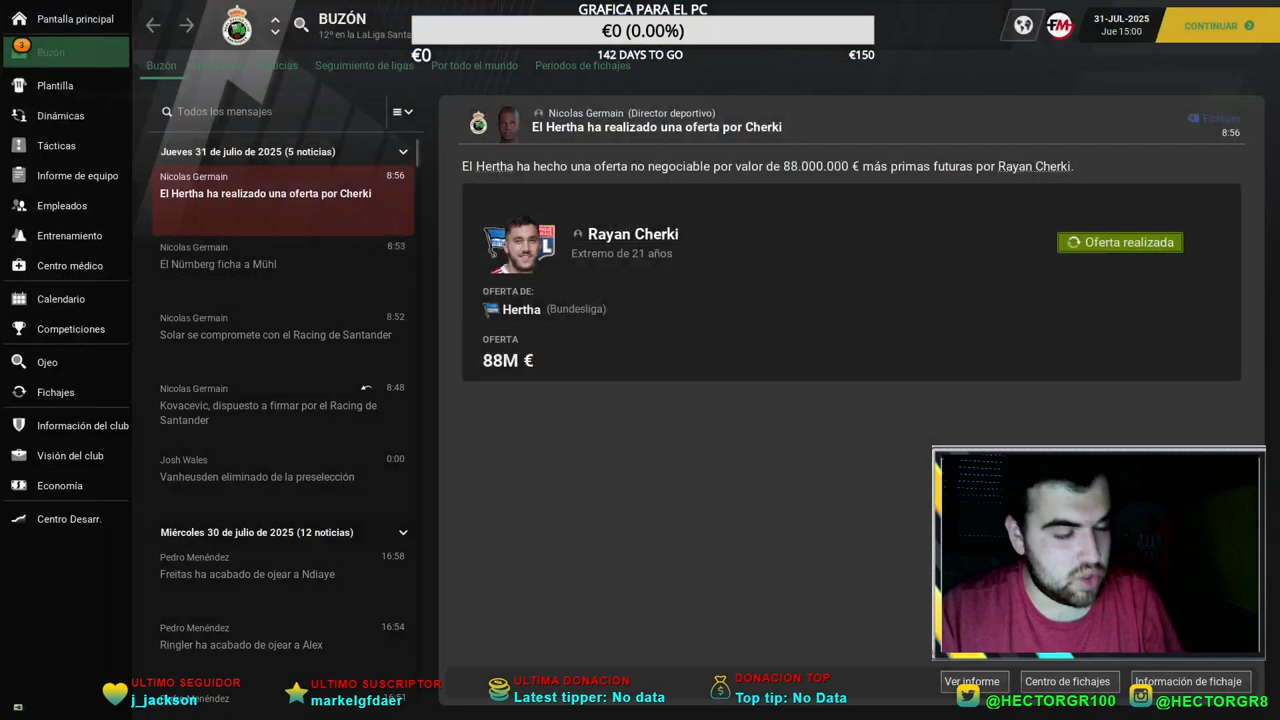 Pantalla principal
3
Buzón
Plantilla
Dinámicas
Tácticas
Informe de equipo
Empleados
Entrenamiento
Centro médico
Calendario
Competiciones
Ojeo
Fichajes
Información del club
Visión del club
Economía
Centro Desarr.
BUZÓN
12º en la LaLiga Santa
GRAFICA PARA EL PC
€0 (0.00%)
€0
142 DAYS TO GO
€150
FM
31-JUL-2025
Jue 15:00
CONTINUAR
Buzón
Seguimiento de ligas
Por todo el mundo
Periodos de fichajes
Todos los mensajes
Jueves 31 de julio de 2025 (5 noticias)
Nicolas Germain 8:56
El Hertha ha realizado una oferta por Cherki
Nicolas Germain 8:53
El Nürnberg ficha a Mühl
Nicolas Germain 8:52
Solar se compromete con el Racing de Santander
Nicolas Germain 8:48
Kovacevic, dispuesto a firmar por el Racing de
Santander
Josh Wales 0:00
Vanheusden eliminado de la preselección
Miércoles 30 de julio de 2025 (12 noticias)
Pedro Menéndez 16:58
Freitas ha acabado de ojear a Ndiaye
Pedro Menéndez 16:54
Ringler ha acabado de ojear a Alex
Nicolas Germain (Director deportivo)
El Hertha ha realizado una oferta por Cherki
Fichajes
8:56
El Hertha ha hecho una oferta no negociable por valor de 88.000.000 € más primas futuras por Rayan Cherki.
Rayan Cherki
Extremo de 21 años
Oferta realizada
OFERTA DE:
Hertha (Bundesliga)
OFERTA
88M €
Ver informe
Centro de fichajes
Información de fichaje
ULTIMO SEGUIDOR
j_jackson
ULTIMO SUSCRIPTOR
markelgfdaer
ULTIMA DONACION
Latest tipper: No data
DONACION TOP
Top tip: No Data
@HECTORGR100
@HECTORGR8